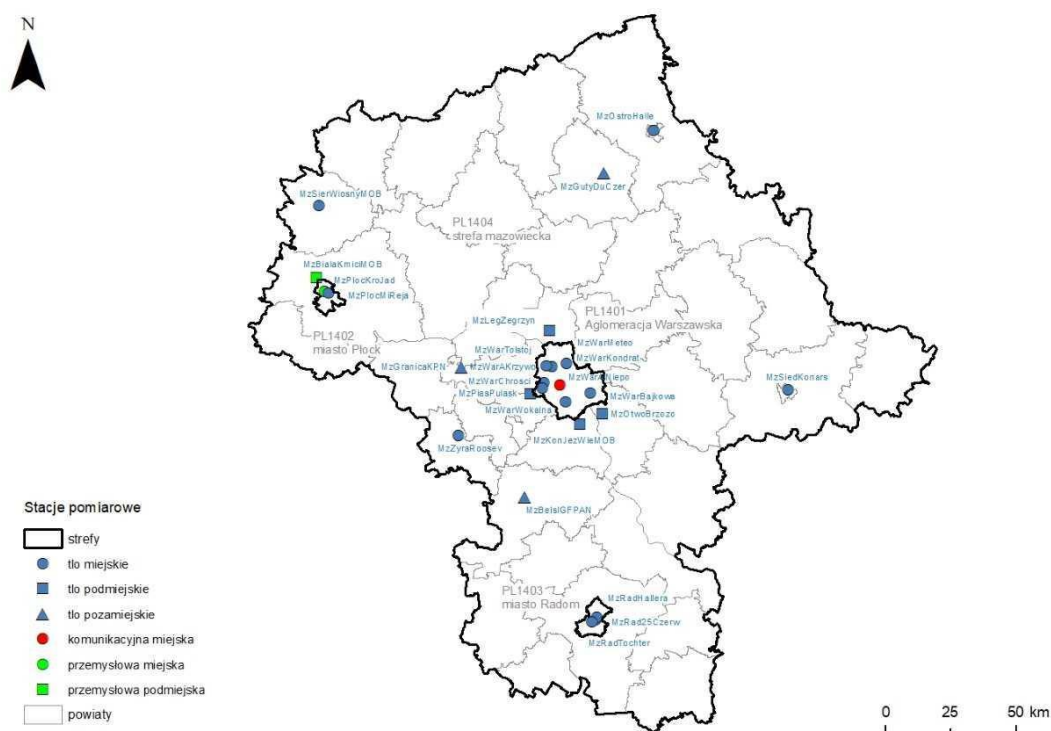 N
MzOstroHalle
MzGutyDuCzer
MzSierWiosnyMOB
PL1404
strefa mazowiecka
MzBialaKmiciMOB
MzPlocKroJad
MzPlocMiReja
PL1402
miasto Płock
PL1401
Aglomeracja Warszawska
MzLegZegrzyn
MzWarMeteo
MzWarTolstoj
MzWarKondrat
MzGranicaKPN
MzWarAKrzywo
MzWarChrosci
MzWarANiepo
MzSiedKonars
MzPiasPulask
MzWarBajkowa
MzWarWokalna
MzOtwoBrzozo
MzKonJezWieMOB
MzZyraRoosev
MzBelsIGFPAN
PL1403
miasto Radom
MzRadHallera
MzRad25Czerw
MzRadTochter
Stacje pomiarowe
strefy
tło miejskie
tło podmiejskie
tło pozamiejskie
komunikacyjna miejska
przemysłowa miejska
przemysłowa podmiejska
powiaty
0 25 50 km